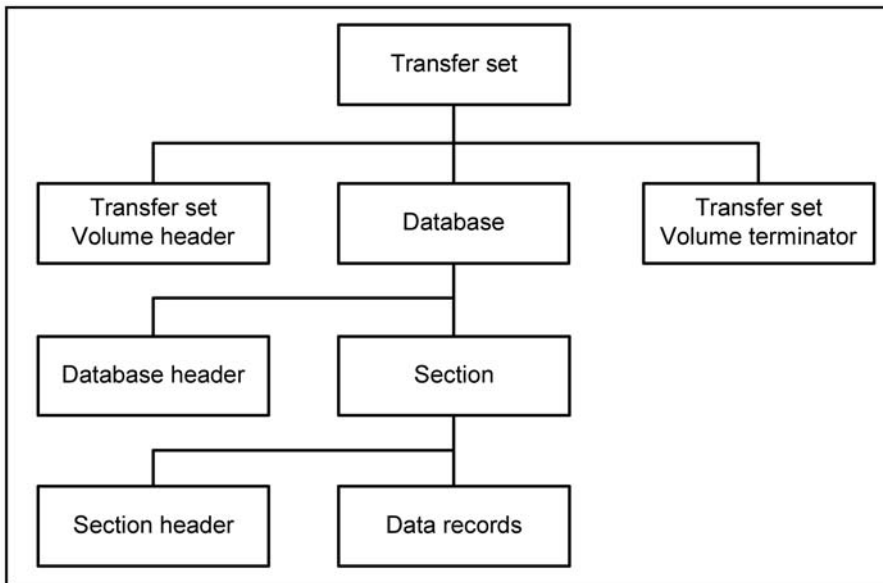 Transfer set
Transfer set
Volume header
Database
Transfer set
Volume terminator
Database header
Section
Section header
Data records